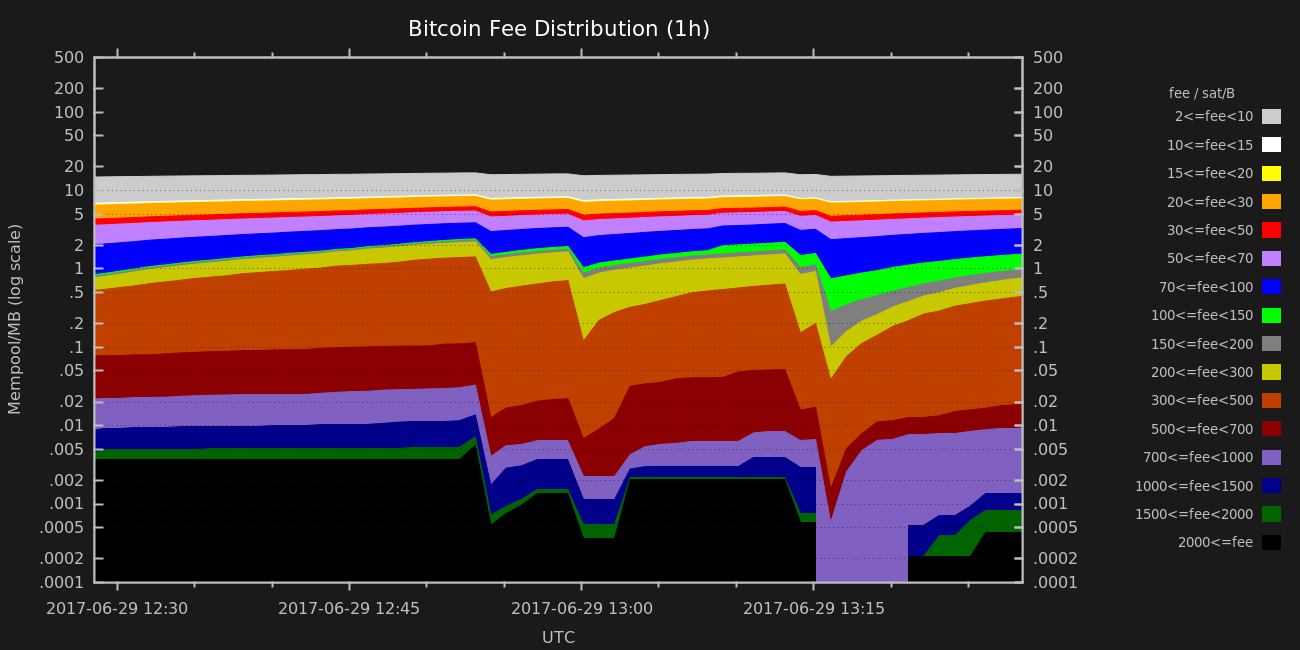 Bitcoin Fee Distribution (1h)
500 500
200 200
100 100
50 50
20 20
10 10
5 5
2 2
1 1
.5 .5
.2 .2
.1 .1
.05 .05
.02 .02
.01 .01
.005 .005
.002 .002
.001 .001
.0005 .0005
.0002 .0002
.0001 .0001
Mempool/MB (log scale)
2017-06-29 12:30 2017-06-29 12:45 2017-06-29 13:00 2017-06-29 13:15
UTC
fee / sat/B
2<=fee<10
10<=fee<15
15<=fee<20
20<=fee<30
30<=fee<50
50<=fee<70
70<=fee<100
100<=fee<150
150<=fee<200
200<=fee<300
300<=fee<500
500<=fee<700
700<=fee<1000
1000<=fee<1500
1500<=fee<2000
2000<=fee